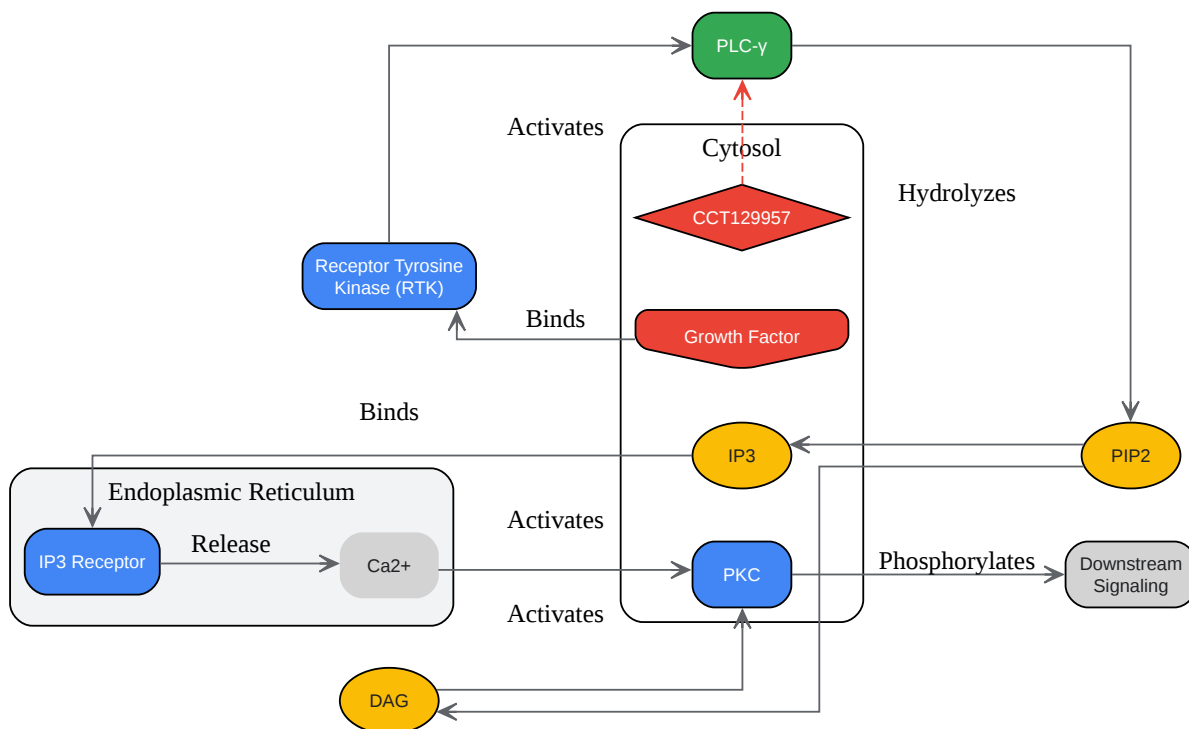 PLC-γ
Activates
Cytosol
Hydrolyzes
CCT129957
Receptor Tyrosine
Kinase (RTK)
Binds
Growth Factor
Binds
IP3
PIP2
Endoplasmic Reticulum
Activates
Release
IP3 Receptor
Ca2+
PKC
Phosphorylates
Downstream
Signaling
Activates
DAG